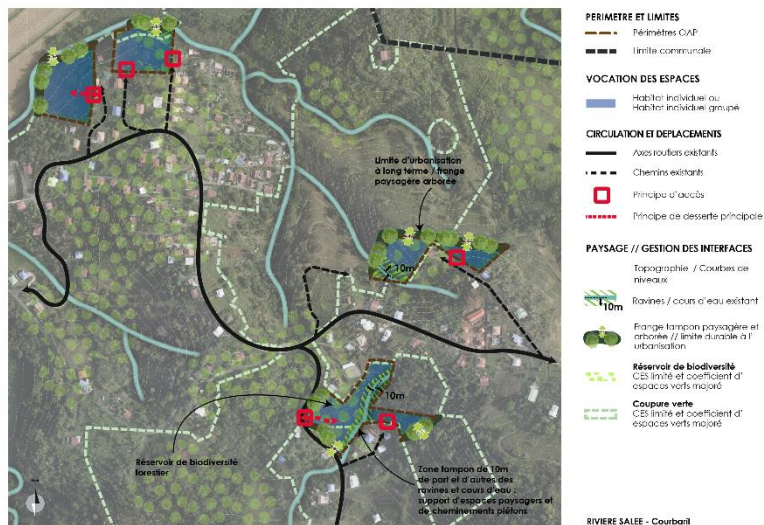 Limite d'urbanisation
à long terme / frange
paysagère arborée
10m
10m
Réservoir de biodiversité
forestier
Zone tampon de 10m
de part et d'autres des
ravines et cours d'eau :
support d'espaces paysagers et
de cheminements piétons
PERIMETRE ET LIMITES
Périmètres OAP
Limite communale
VOCATION DES ESPACES
Habitat individuel ou
Habitat individuel groupé
CIRCULATION ET DEPLACEMENTS
Axes routiers existants
Chemins existants
Principe d'accès
Principe de desserte principale
PAYSAGE // GESTION DES INTERFACES
Topographie / Courbes de
niveaux
10m
Ravines / cours d'eau existant
Frange tampon paysagère et
arborée // limite durable à l'
urbanisation
Réservoir de biodiversité
CES limité et coefficient d'
espaces verts majoré
Coupure verte
CES limité et coefficient d'
espaces verts majoré
RIVIERE SALEE - Courbaril